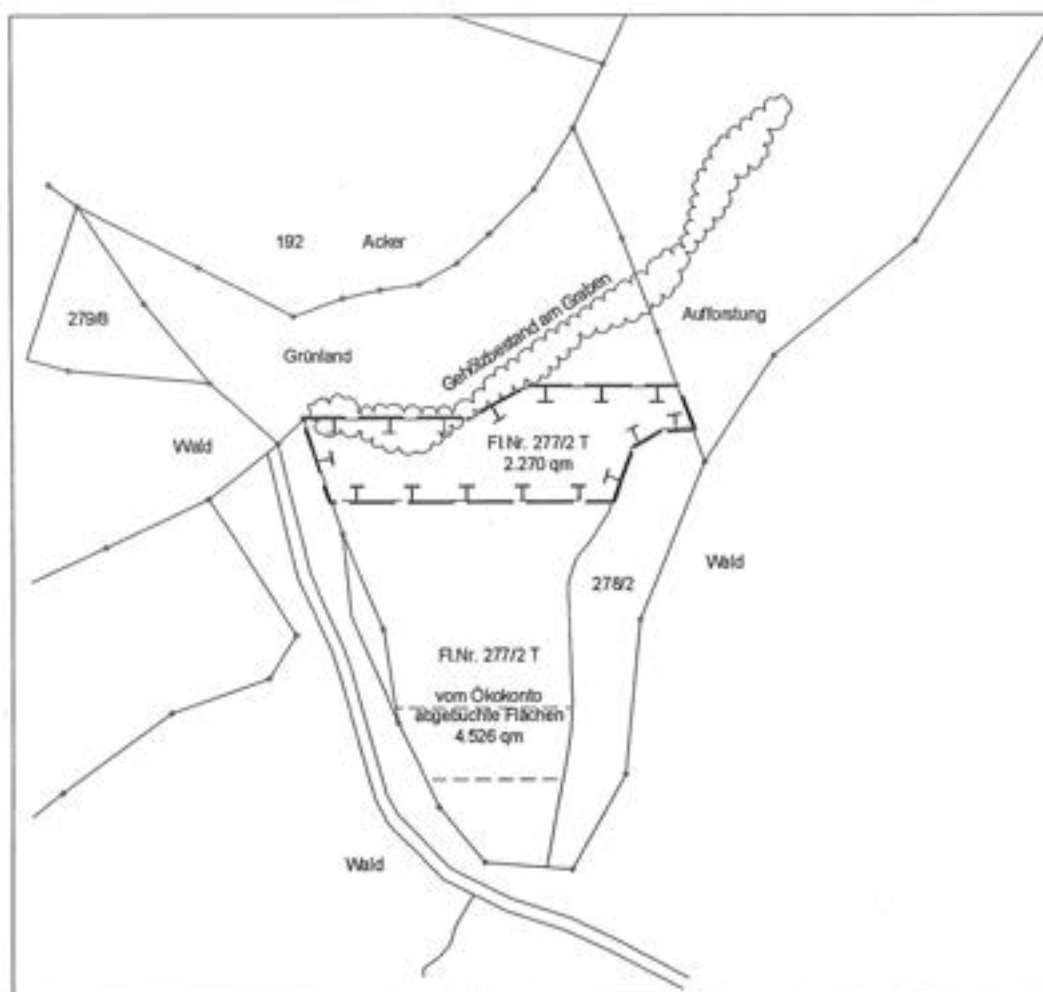 192 Acker
279/8
Gehölzbestand am Graben
Aufforstung
Grünland
Wald
Fl.Nr. 277/2 T
2.270 qm
278/2
Wald
Fl.Nr. 277/2 T
vom Ökokonto
abgebuchte Flächen
4.526 qm
Wald